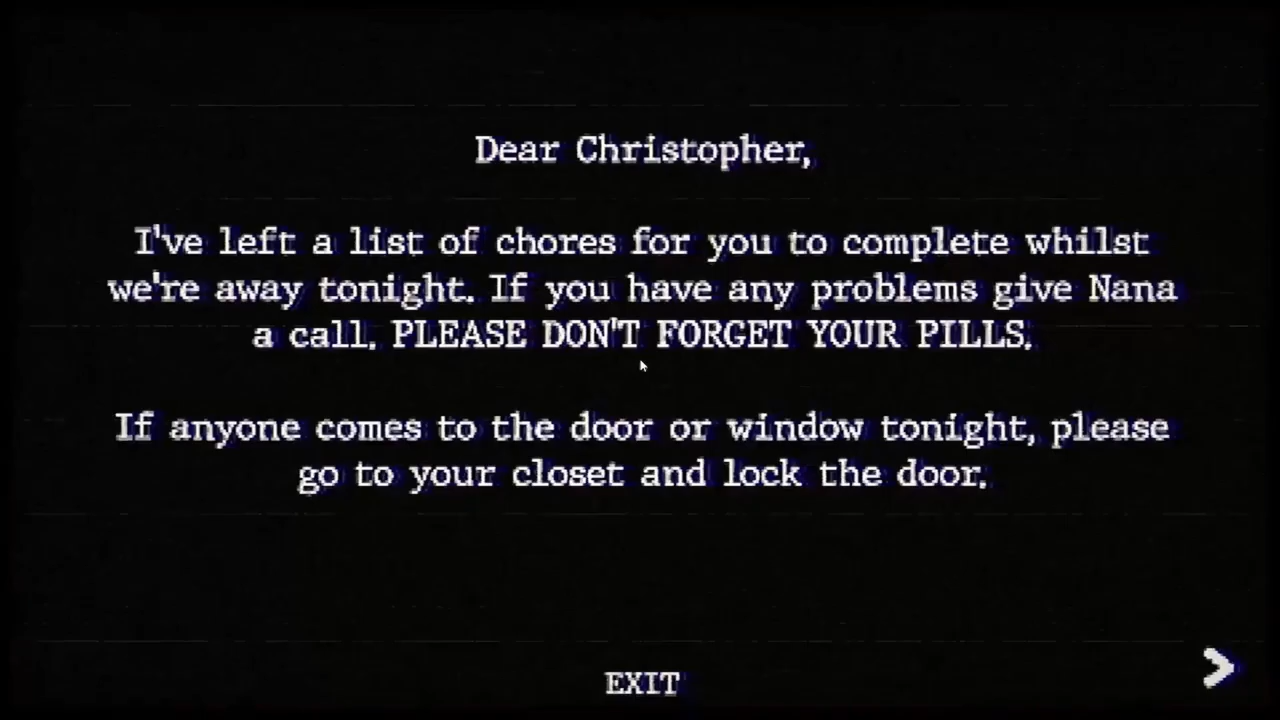 Dear Christopher,
I've left a list of chores for you to complete whilst
we're away tonight. If you have any problems give Nana
a call. PLEASE DON'T FORGET YOUR PILLS.
If anyone comes to the door or window tonight, please
go to your closet and lock the door.
EXIT